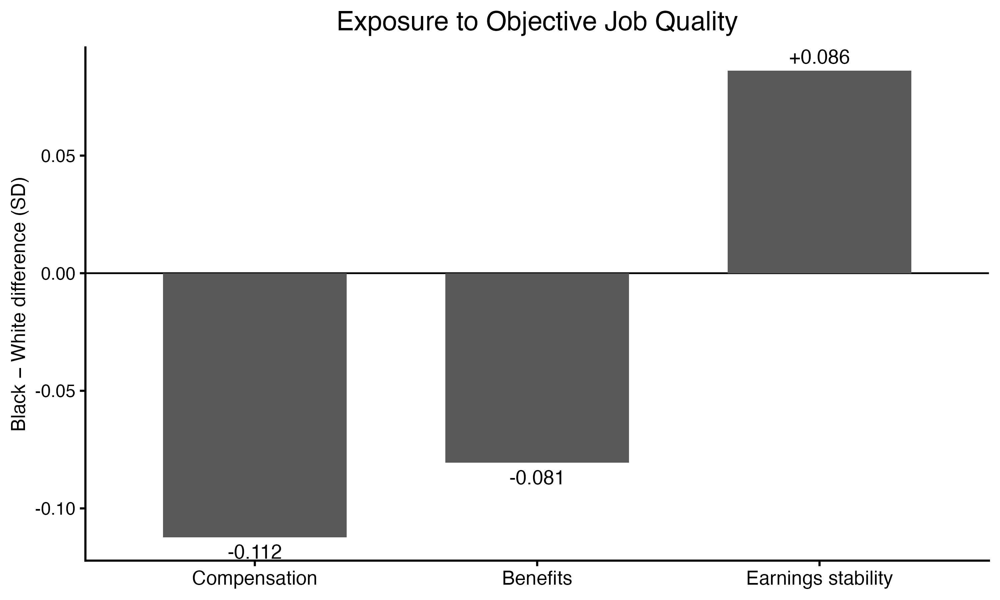 Exposure to Objective Job Quality
Black – White difference (SD)
0.05
0.00
-0.05
-0.10
-0.112
-0.081
+0.086
Compensation
Benefits
Earnings stability